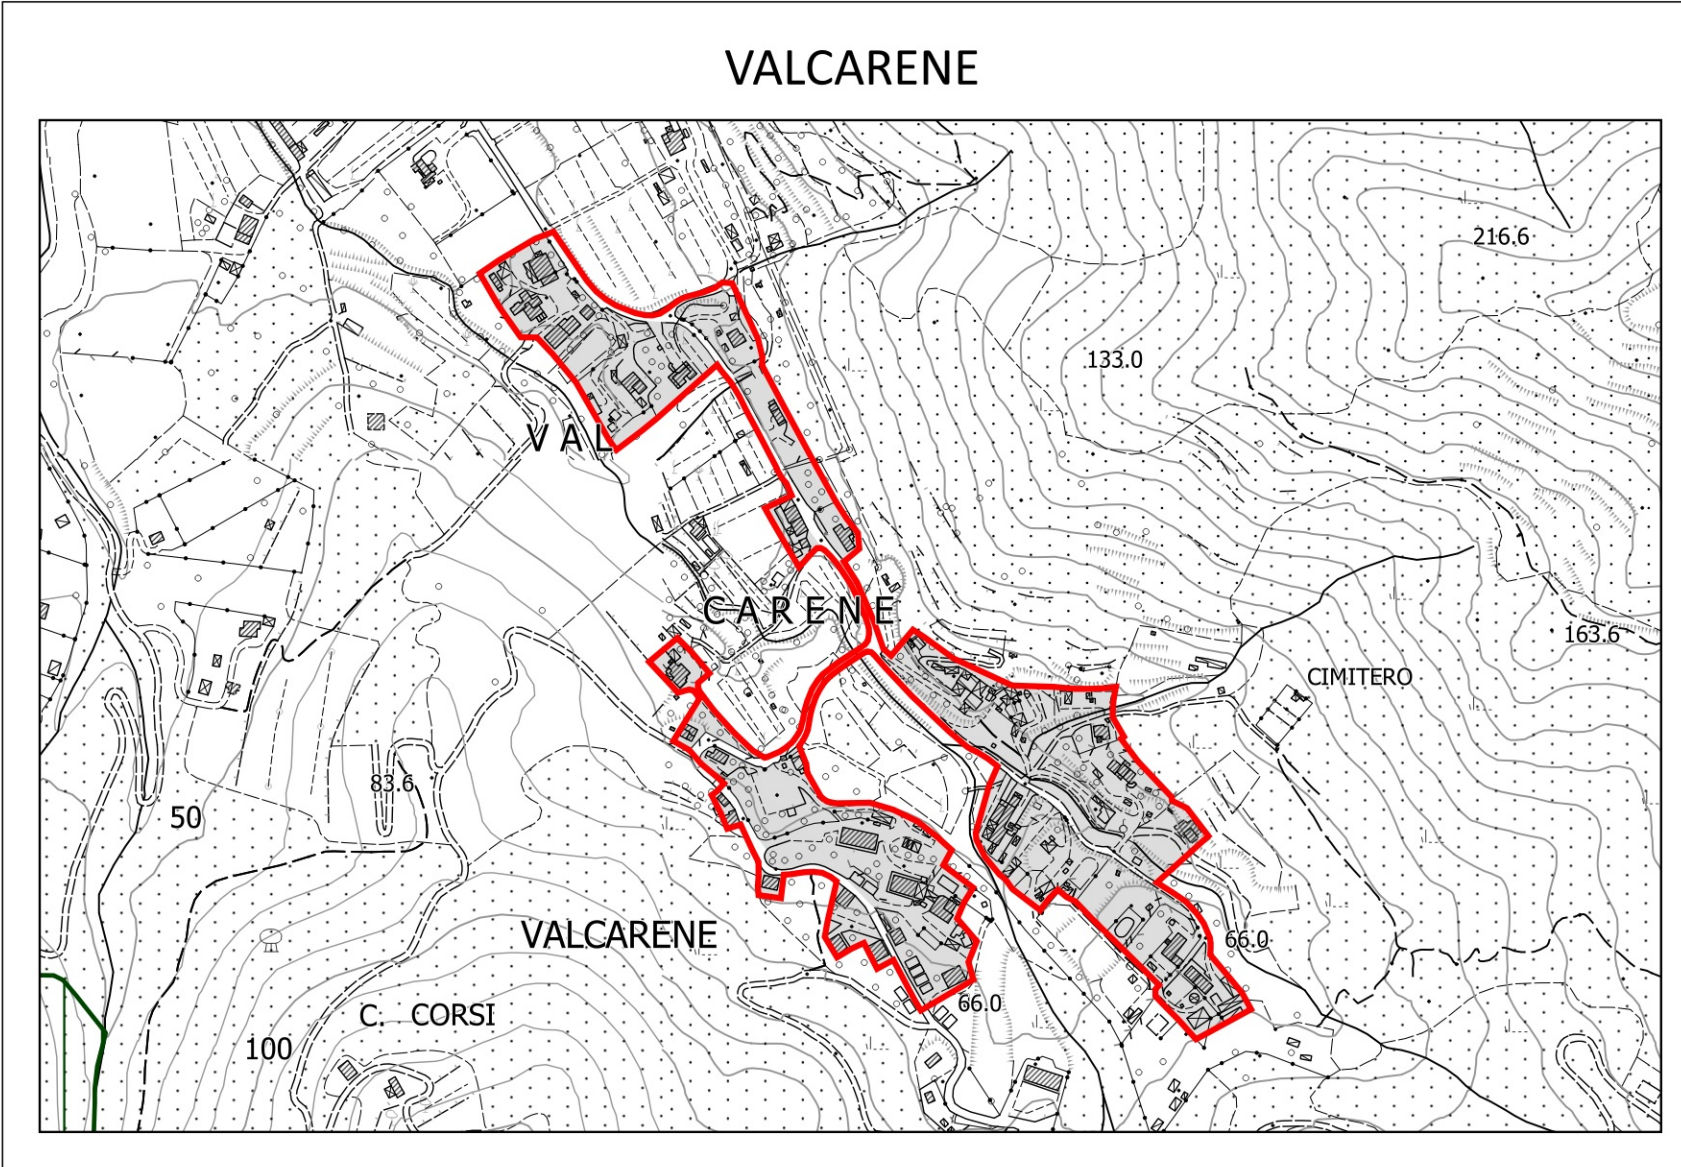 VALCARENE
216.6
133.0
VAL
CARENE
163.6
CIMITERO
83.6
50
VALCARENE
66.0
66.0
C. CORSI
100